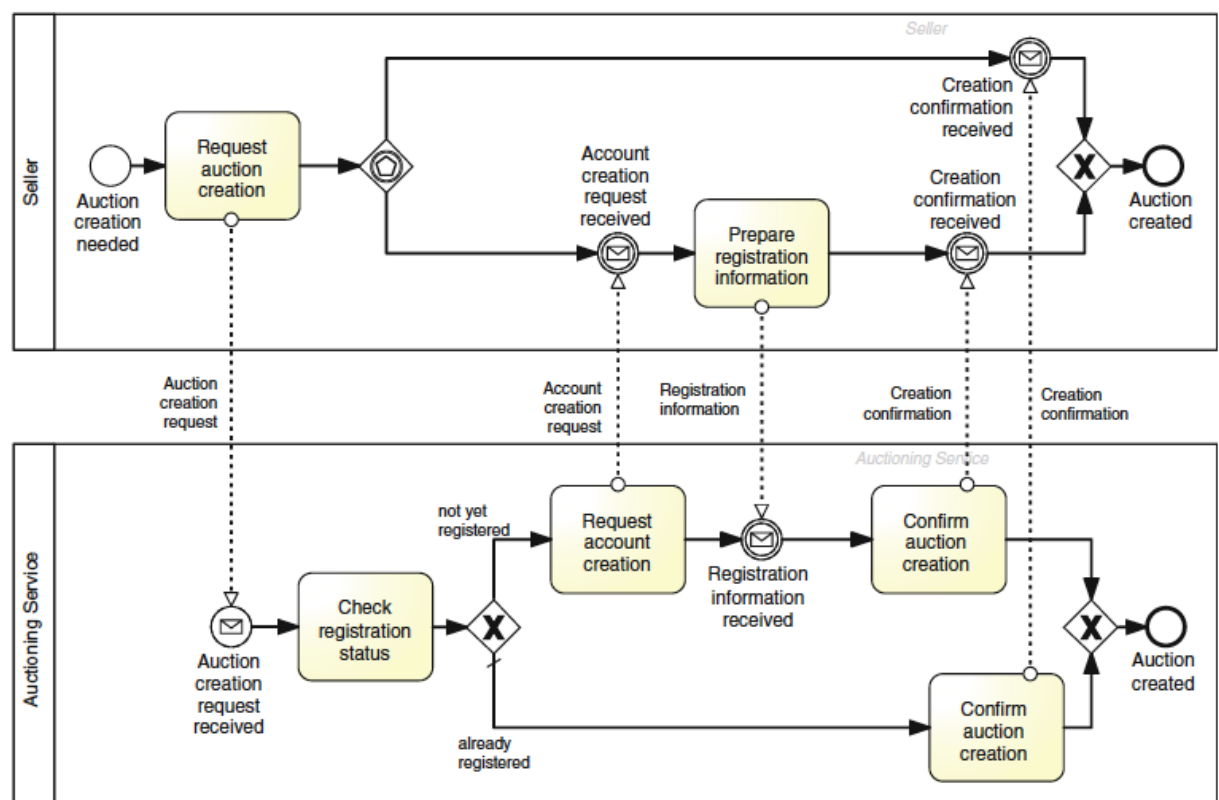 Seller
Seller
Creation
confirmation
received
Request
auction
creation
Account
creation
request
received
Creation
confirmation
received
Auction
creation
needed
Prepare
registration
information
Auction
created
Auction
creation
request
Account
creation
request
Registration
information
Creation
confirmation
Creation
confirmation
Auctioning Service
Auctioning Service
not yet
registered
Request
account
creation
Confirm
auction
creation
Registration
information
received
Check
registration
status
X
X
X
Auction
creation
request
received
Auction
created
already
registered
Confirm
auction
creation